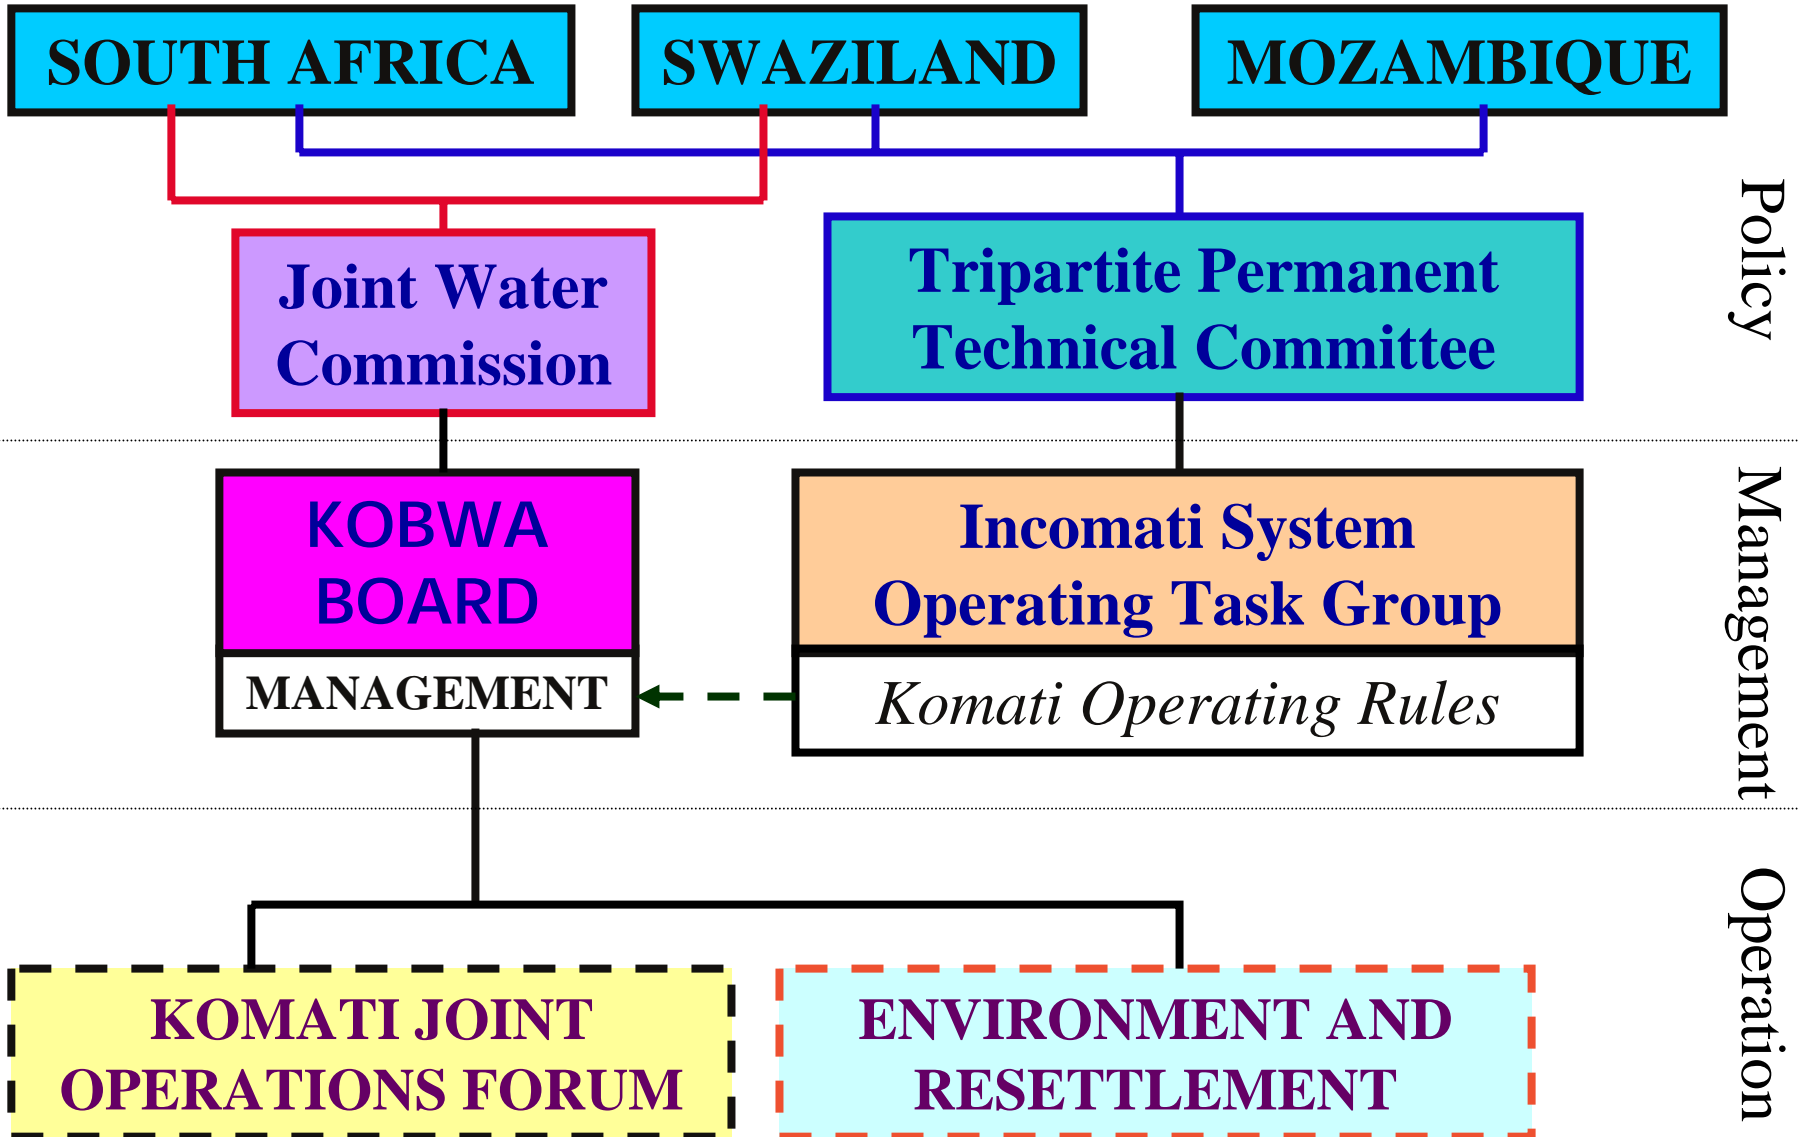 SOUTH AFRICA
SWAZILAND
MOZAMBIQUE
Joint Water
Commission
Tripartite Permanent
Technical Committee
Policy
KOBWA
BOARD
MANAGEMENT
Incomati System
Operating Task Group
Komati Operating Rules
Management
KOMATI JOINT
OPERATIONS FORUM
ENVIRONMENT AND
RESETTLEMENT
Operation